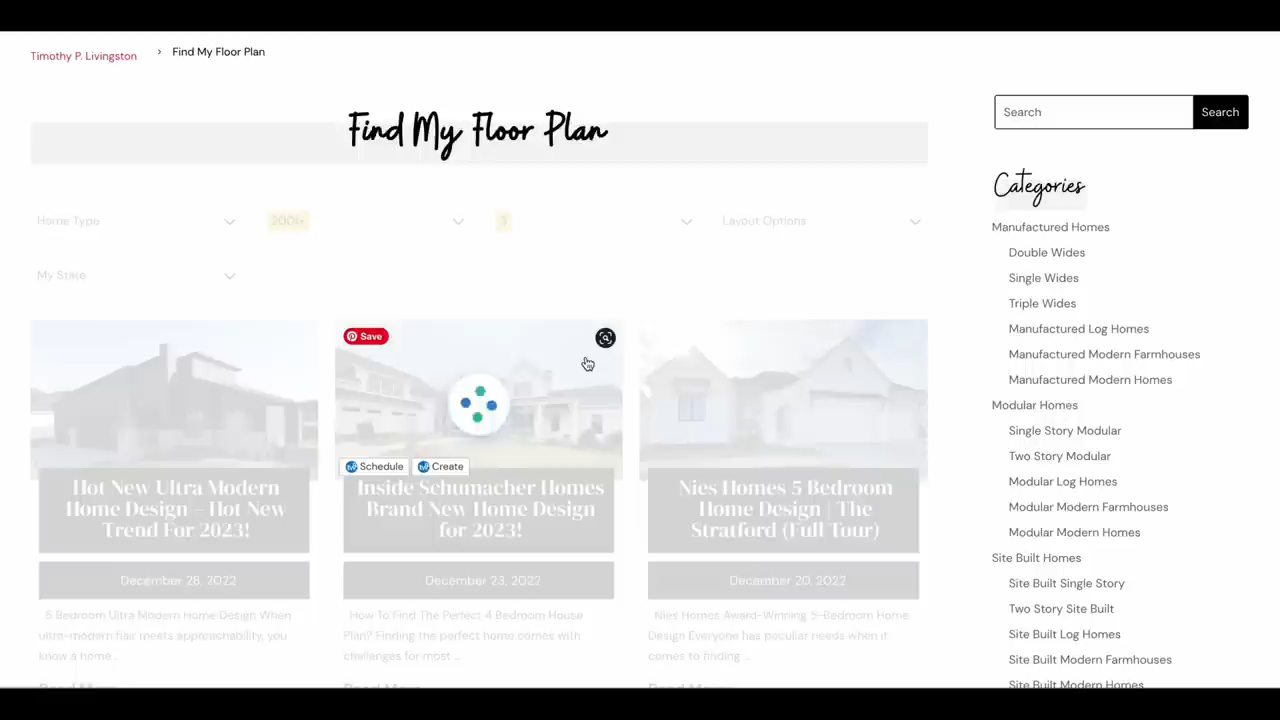 Timothy P. Livingston › Find My Floor Plan
Find My Floor Plan
Home Type
200k+
3
Layout Options
My State
Save
Schedule
Create
Hot New Ultra Modern
Home Design – Hot New
Trend For 2023!
December 28, 2022
5 Bedroom Ultra Modern Home Design When
ultra-modern flair meets approachability, you
know a home ...
Inside Schumacher Homes
Brand New Home Design
for 2023!
December 23, 2022
How To Find The Perfect 4 Bedroom House
Plan? Finding the perfect home comes with
challenges for most ...
Nies Homes 5 Bedroom
Home Design | The
Stratford (Full Tour)
December 20, 2022
Nies Homes Award-Winning 5-Bedroom Home
Design Everyone has peculiar needs when it
comes to finding ...
Search
Search
Categories
Manufactured Homes
Double Wides
Single Wides
Triple Wides
Manufactured Log Homes
Manufactured Modern Farmhouses
Manufactured Modern Homes
Modular Homes
Single Story Modular
Two Story Modular
Modular Log Homes
Modular Modern Farmhouses
Modular Modern Homes
Site Built Homes
Site Built Single Story
Two Story Site Built
Site Built Log Homes
Site Built Modern Farmhouses
Site Built Modern Homes